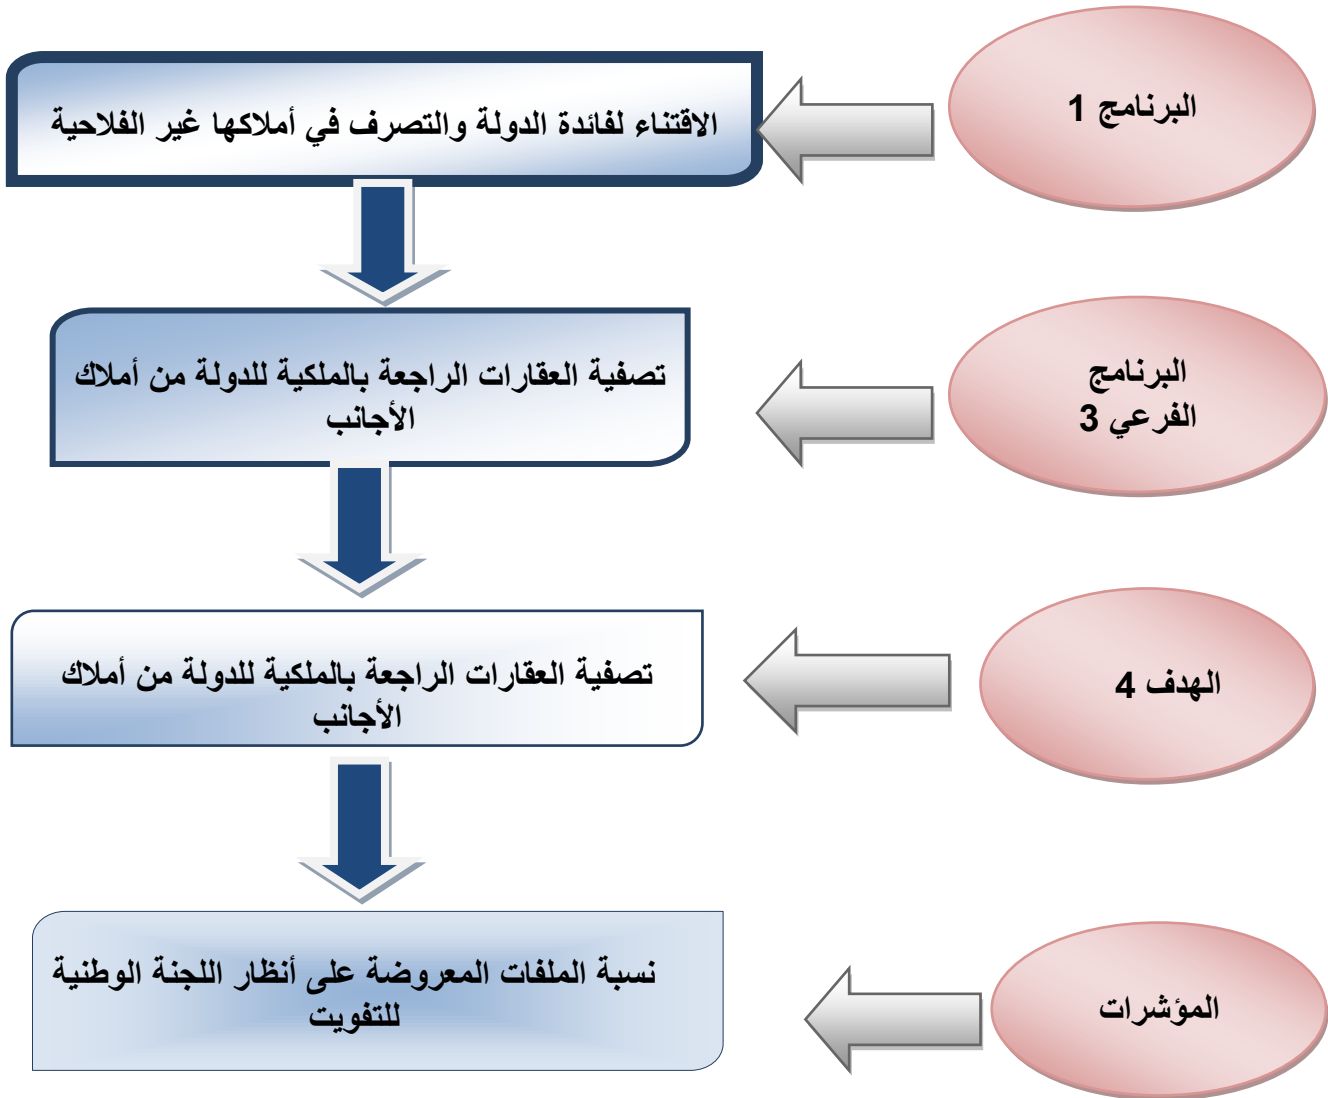 البرنامج 1
الاقتناء لفائدة الدولة والتصرف في أملاكها غير الفلاحية
البرنامج
الفرعي 3
تصفية العقارات الراجعة بالملكية للدولة من أملاك
الأجانب
الهدف 4
تصفية العقارات الراجعة بالملكية للدولة من أملاك
الأجانب
المؤشرات
نسبة الملفات المعروضة على أنظار اللجنة الوطنية
للتفويت